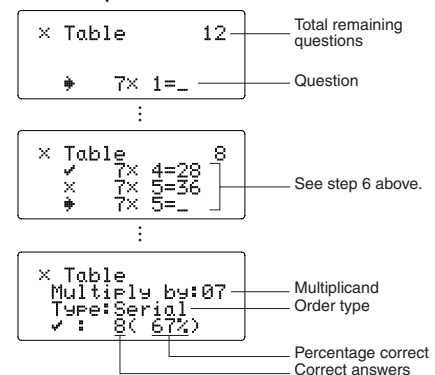 × Table 12
Total remaining questions
➧ 7× 1=_
Question
⋮
× Table 8
✓ 7× 4=28
× 7× 5=36
➧ 7× 5=_
See step 6 above.
⋮
× Table
Multiply by:07
Multiplicand
Type:Serial
Order type
✓ : 8( 67%)
Percentage correct
Correct answers